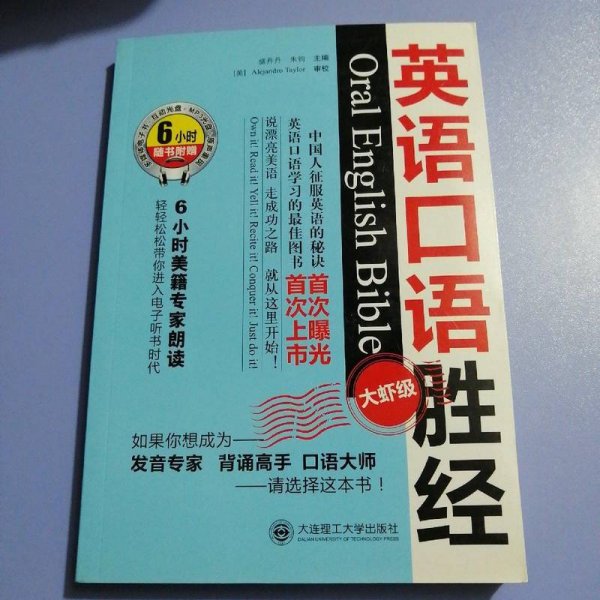 盛丹丹 朱钧 主编
[美] Alejandro Taylor 审校
英语口语胜经
Oral English Bible
大虾级
6小时
随书附赠
中国人征服英语的秘诀 首次曝光
英语口语学习的最佳图书 首次上市
说漂亮美语 走成功之路 就从这里开始！
Own it! Read it! Yell it! Recite it! Conquer it! Just do it!
6小时美籍专家朗读
轻轻松松带你进入电子听书时代
如果你想成为——
发音专家 背诵高手 口语大师
——请选择这本书！
大连理工大学出版社
DALIAN UNIVERSITY OF TECHNOLOGY PRESS